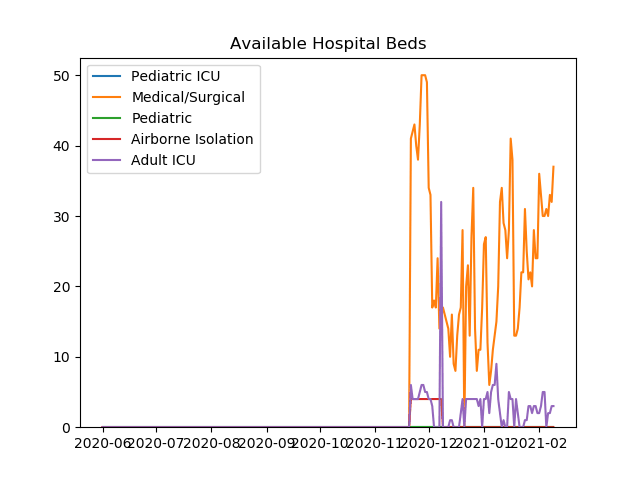 Available Hospital Beds
Pediatric ICU
Medical/Surgical
Pediatric
Airborne Isolation
Adult ICU
50
40
30
20
10
0
2020-06 2020-07 2020-08 2020-09 2020-10 2020-11 2020-12 2021-01 2021-02